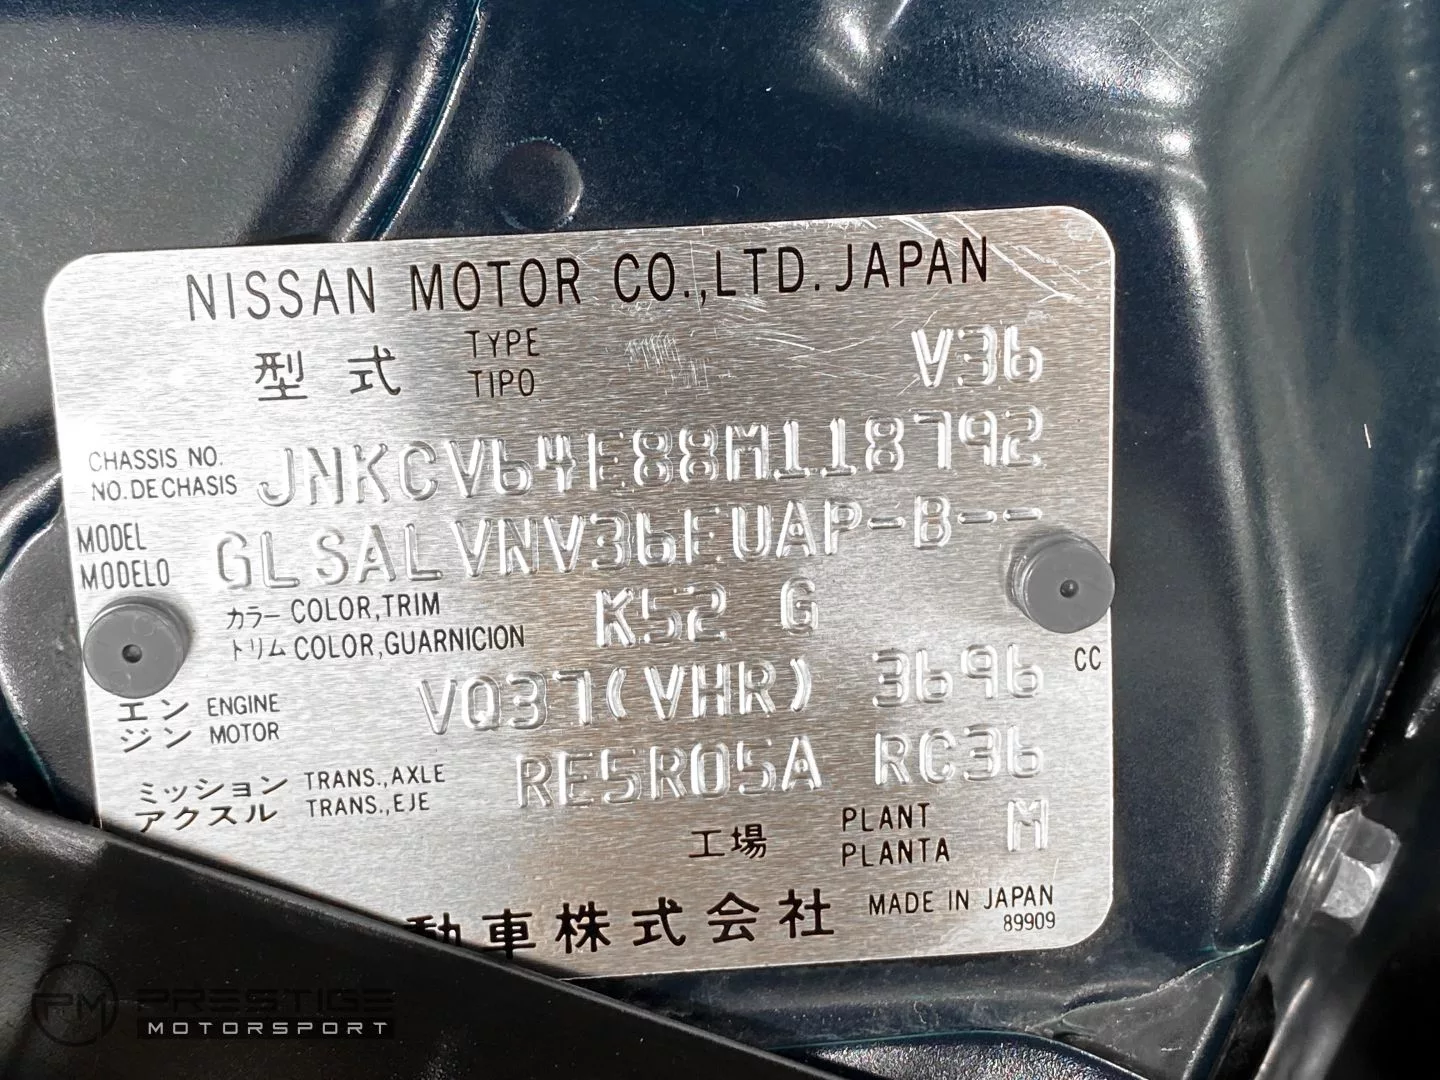 NISSAN MOTOR CO.,LTD. JAPAN
型式 TYPE TIPO V36
CHASSIS NO. NO. DE CHASIS JNKCV64E88M118792
MODEL MODELO GLSALVNV36EUAP-B--
カラー COLOR,TRIM
トリム COLOR,GUARNICION K52 G
エンジン ENGINE MOTOR VQ37(VHR) 3696 CC
ミッション TRANS.,AXLE
アクスル TRANS.,EJE RE5R05A RC36
工場 PLANT PLANTA M
動車株式会社 MADE IN JAPAN
89909
PM PRESTIGE
MOTORSPORT